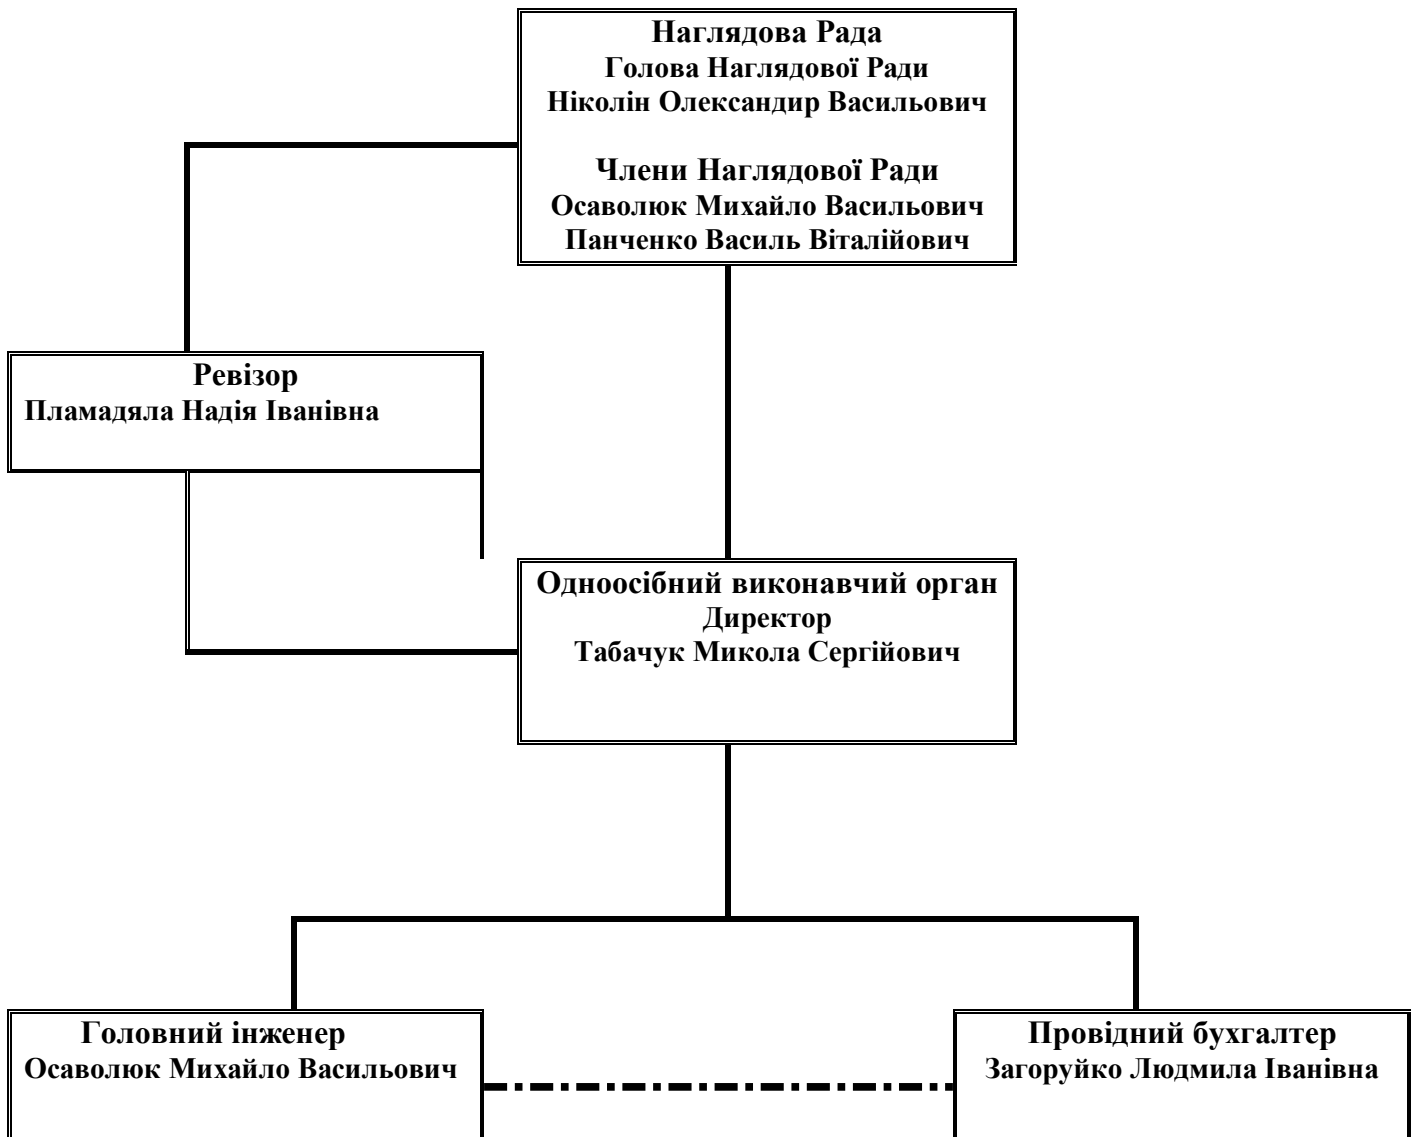 Наглядова Рада
Голова Наглядової Ради
Ніколін Олександир Васильович
Члени Наглядової Ради
Осаволюк Михайло Васильович
Панченко Василь Віталійович
Ревізор
Пламадяла Надія Іванівна
Одноосібний виконавчий орган
Директор
Табачук Микола Сергійович
Головний інженер
Осаволюк Михайло Васильович
Провідний бухгалтер
Загоруйко Людмила Іванівна